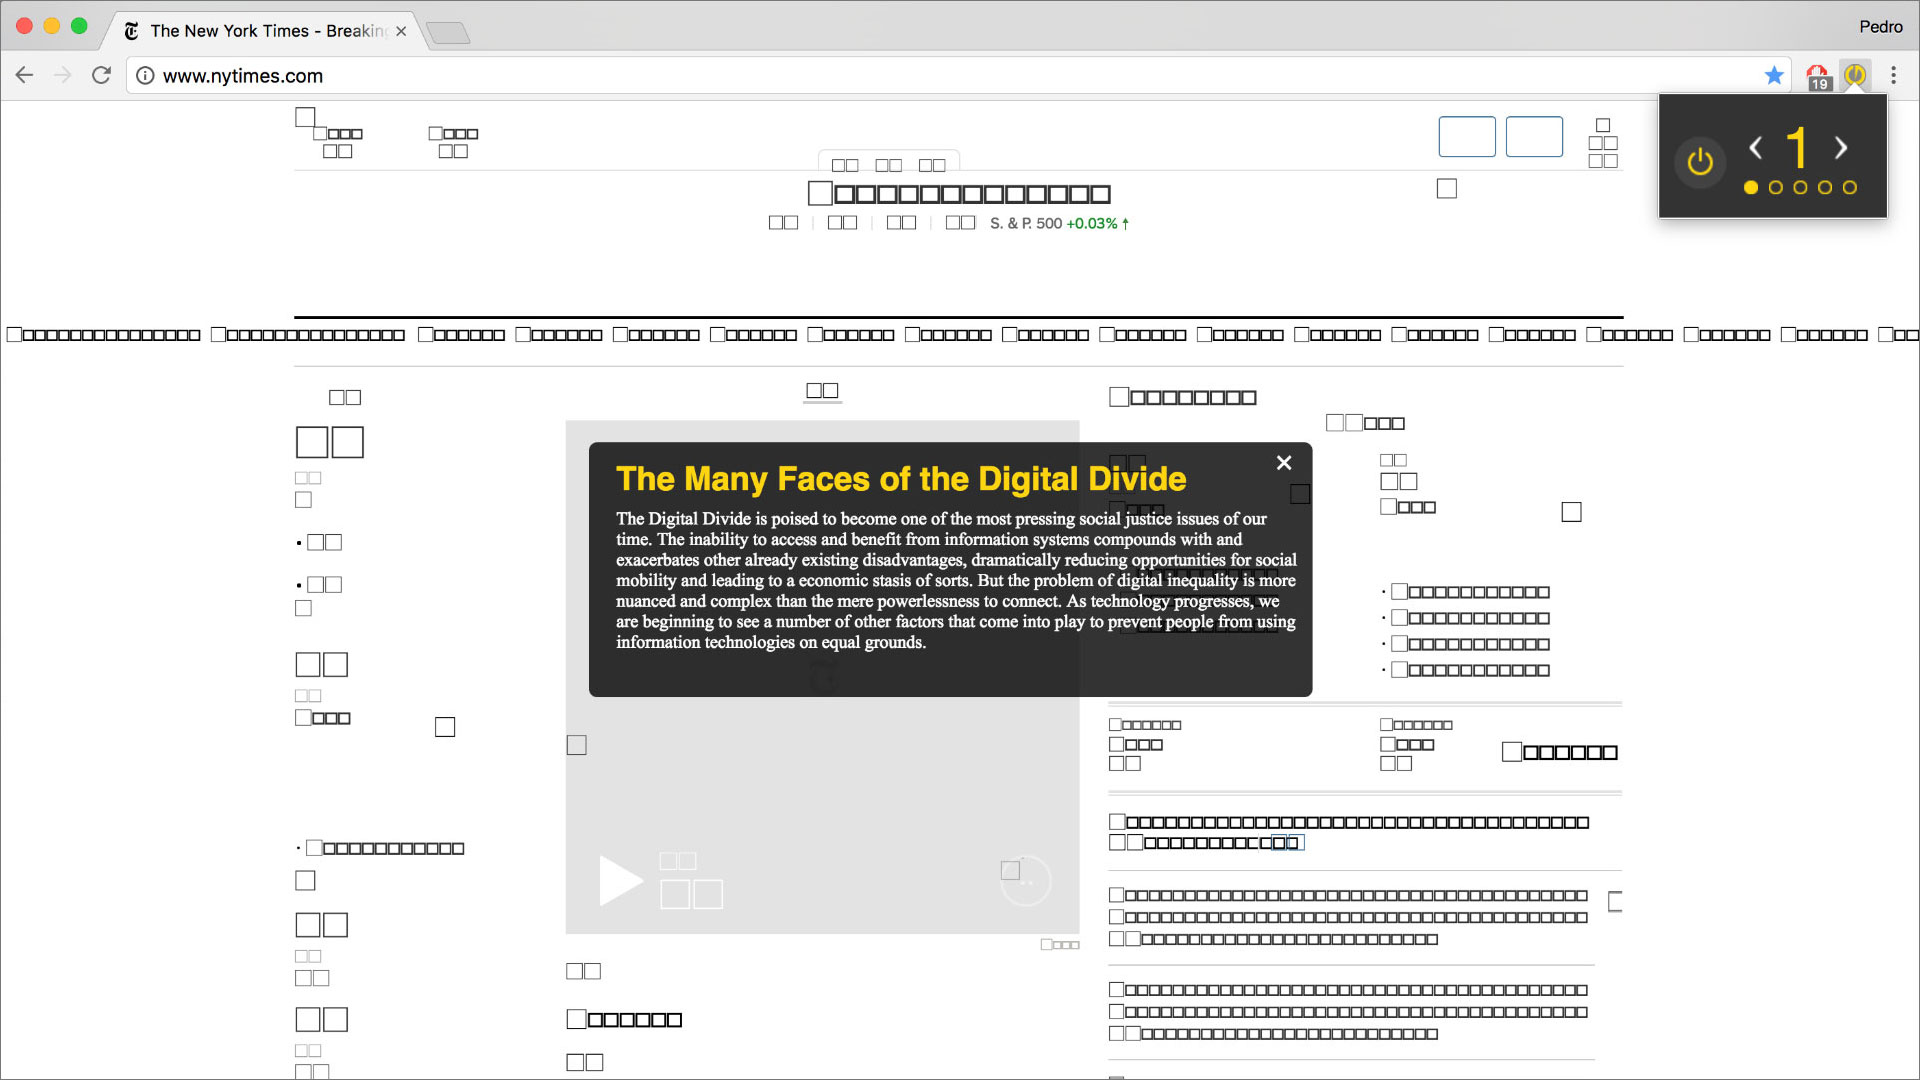 The New York Times - Breaking
Pedro
www.nytimes.com
19
1
S. & P. 500 +0.03%
The Many Faces of the Digital Divide
The Digital Divide is poised to become one of the most pressing social justice issues of our
time. The inability to access and benefit from information systems compounds with and
exacerbates other already existing disadvantages, dramatically reducing opportunities for social
mobility and leading to a economic stasis of sorts. But the problem of digital inequality is more
nuanced and complex than the mere powerlessness to connect. As technology progresses, we
are beginning to see a number of other factors that come into play to prevent people from using
information technologies on equal grounds.